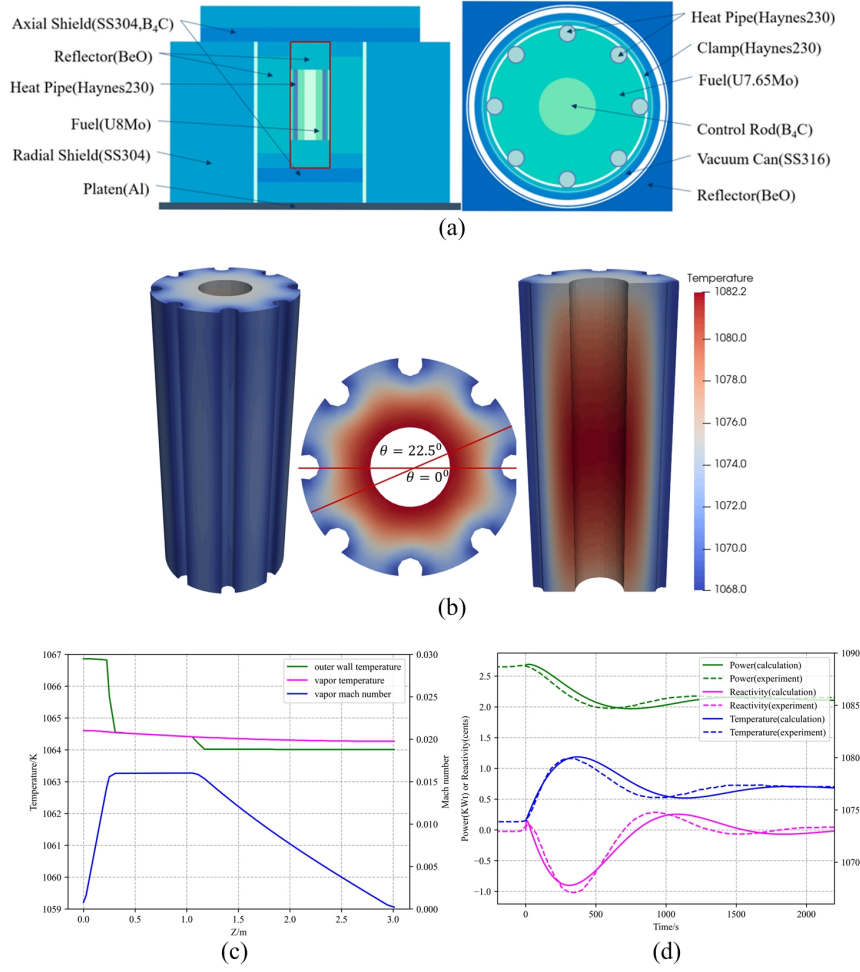 Axial Shield(SS304,B₄C)
Reflector(BeO)
Heat Pipe(Haynes230)
Fuel(U8Mo)
Radial Shield(SS304)
Platen(Al)
Heat Pipe(Haynes230)
Clamp(Haynes230)
Fuel(U7.65Mo)
Control Rod(B₄C)
Vacuum Can(SS316)
Reflector(BeO)
(a)
θ = 22.5⁰
θ = 0⁰
Temperature
1082.2
1080.0
1078.0
1076.0
1074.0
1072.0
1070.0
1068.0
(b)
Temperature/K
1067
1066
1065
1064
1063
1062
1061
1060
1059
outer wall temperature
vapor temperature
vapor mach number
0.030
0.025
0.020
0.015
0.010
0.005
0.000
Mach number
0.0 0.5 1.0 1.5 2.0 2.5 3.0
Z/m
(c)
Power(KWt) or Reactivity(cents)
2.5
2.0
1.5
1.0
0.5
0.0
−0.5
−1.0
Power(calculation)
Power(experiment)
Reactivity(calculation)
Reactivity(experiment)
Temperature(calculation)
Temperature(experiment)
1090
1085
1080
1075
1070
0 500 1000 1500 2000
Time/s
(d)